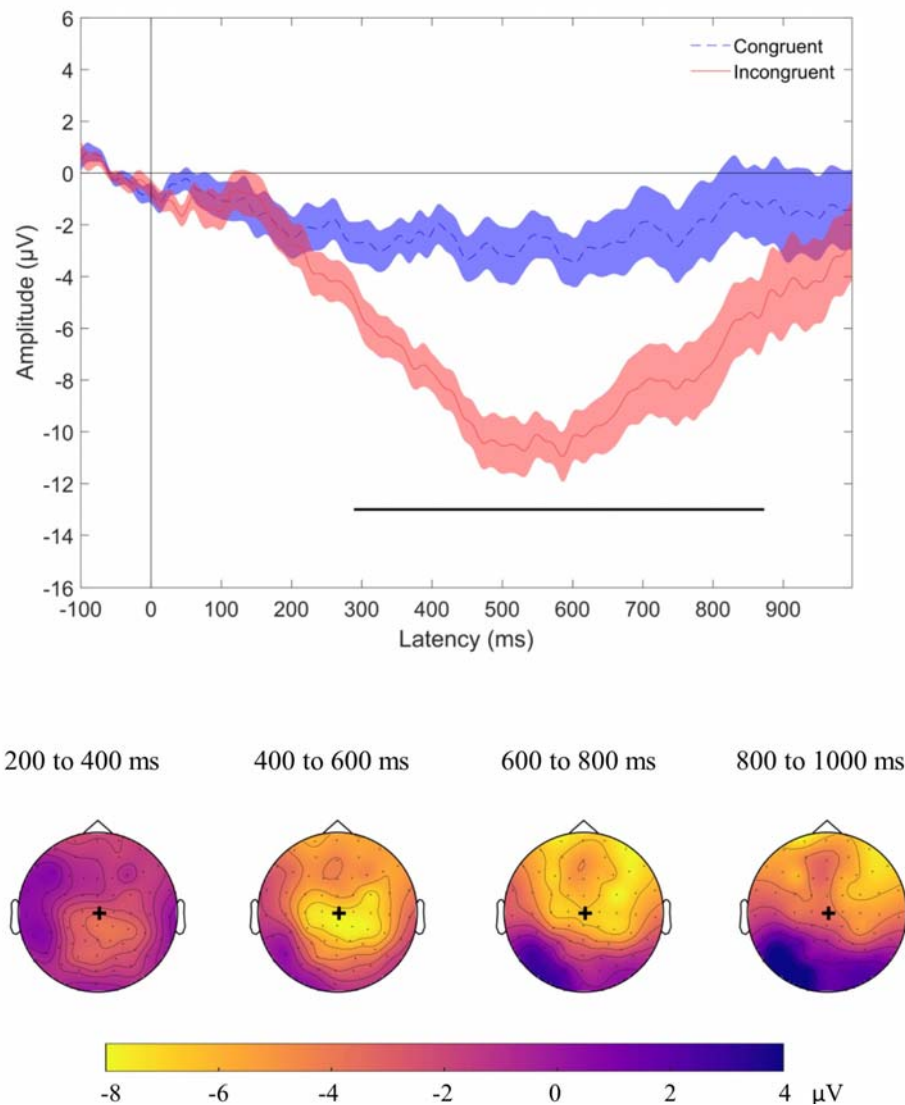 6
4
2
0
-2
-4
-6
-8
-10
-12
-14
-16
Amplitude (µV)
Congruent
Incongruent
-100 0 100 200 300 400 500 600 700 800 900
Latency (ms)
200 to 400 ms 400 to 600 ms 600 to 800 ms 800 to 1000 ms
-8 -6 -4 -2 0 2 4 µV